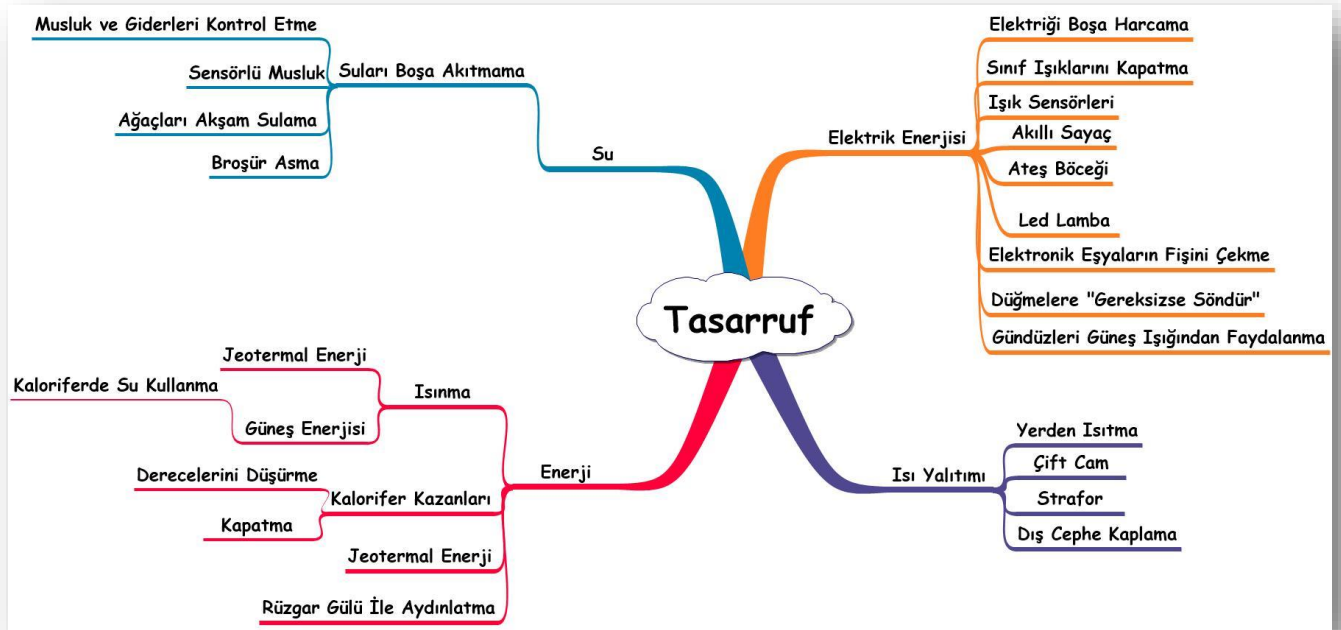 Tasarruf
Su
Suları Boşa Akıtmama
Musluk ve Giderleri Kontrol Etme
Sensörlü Musluk
Ağaçları Akşam Sulama
Broşür Asma
Elektrik Enerjisi
Elektriği Boşa Harcama
Sınıf Işıklarını Kapatma
Işık Sensörleri
Akıllı Sayaç
Ateş Böceği
Led Lamba
Elektronik Eşyaların Fişini Çekme
Düğmelere "Gereksizse Söndür"
Gündüzleri Güneş Işığından Faydalanma
Enerji
Isınma
Jeotermal Enerji
Güneş Enerjisi
Kaloriferde Su Kullanma
Kalorifer Kazanları
Derecelerini Düşürme
Kapatma
Jeotermal Enerji
Rüzgar Gülü İle Aydınlatma
Isı Yalıtımı
Yerden Isıtma
Çift Cam
Strafor
Dış Cephe Kaplama